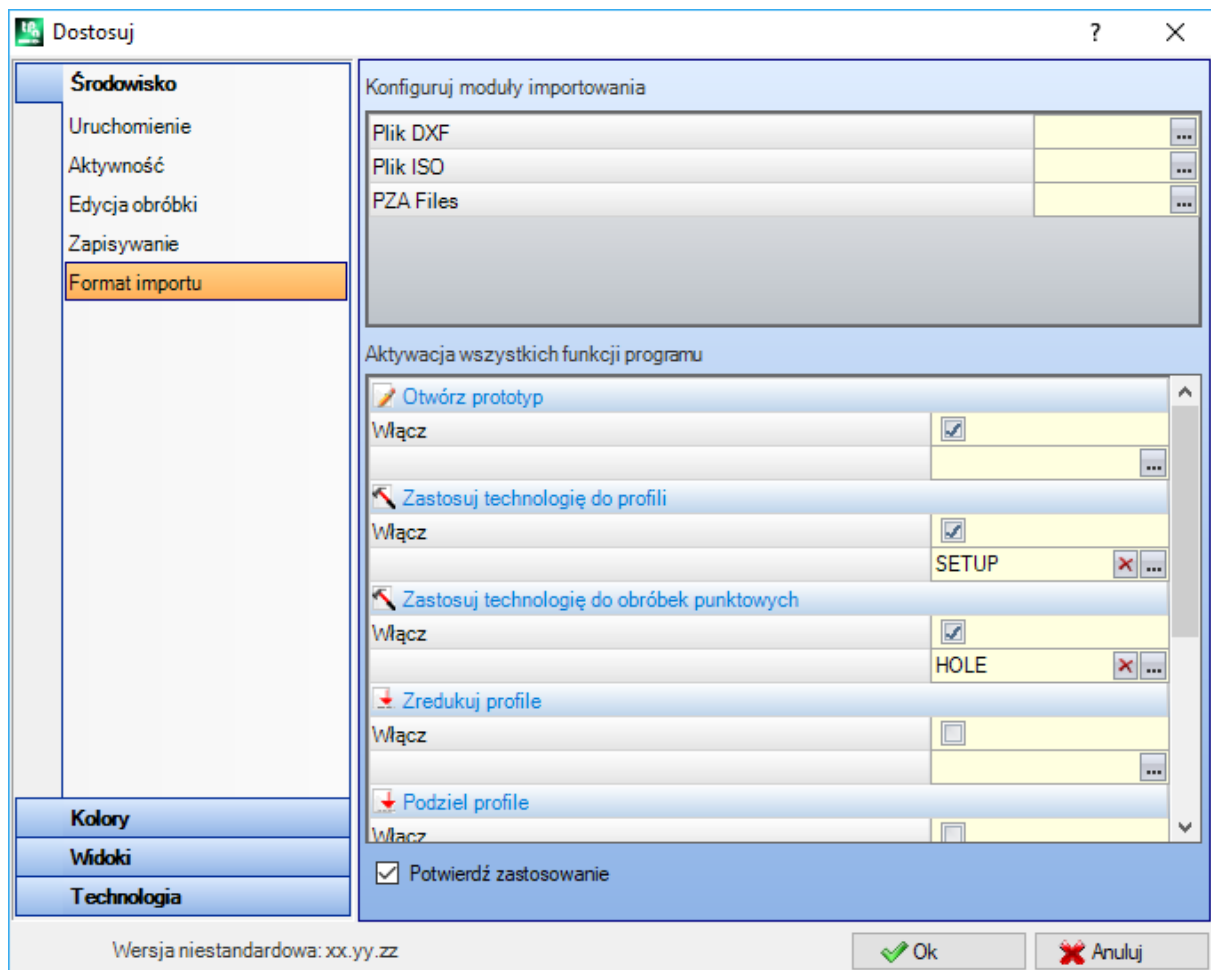 Dostosuj ?
Środowisko
Uruchomienie
Aktywność
Edycja obróbki
Zapisywanie
Format importu
Kolory
Widoki
Technologia
Konfiguruj moduły importowania
Plik DXF ...
Plik ISO ...
PZA Files ...
Aktywacja wszystkich funkcji programu
Otwórz prototyp
Włącz
...
Zastosuj technologię do profili
Włącz
SETUP ...
Zastosuj technologię do obróbek punktowych
Włącz
HOLE ...
Zredukuj profile
Włącz
...
Podziel profile
Włącz
Potwierdź zastosowanie
Wersja niestandardowa: xx.yy.zz
Ok
Anuluj